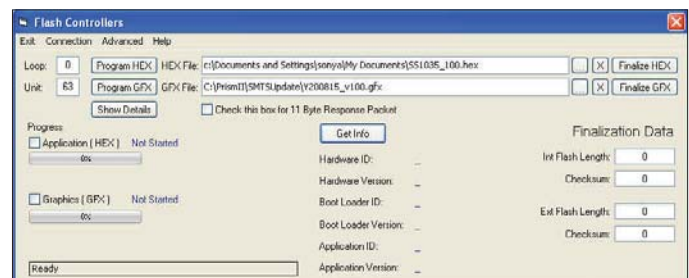 Flash Controllers
Exit Connection Advanced Help
Loop: 0 Program HEX HEX File: c:\Documents and Settings\sonya\My Documents\SS1035_100.hex X Finalize HEX
Unit: 63 Program GFX GFX File: C:\PrismII\SMTSUpdate\Y200815_v100.gfx X Finalize GFX
Show Details Check this box for 11 Byte Response Packet
Progress Get Info Finalization Data
Application ( HEX ) Not Started
0% Hardware ID: _ Int Flash Length: 0
Hardware Version: _ Checksum: 0
Graphics ( GFX ) Not Started Boot Loader ID: _
0% Boot Loader Version: _ Ext Flash Length: 0
Application ID: _ Checksum: 0
Ready Application Version: _